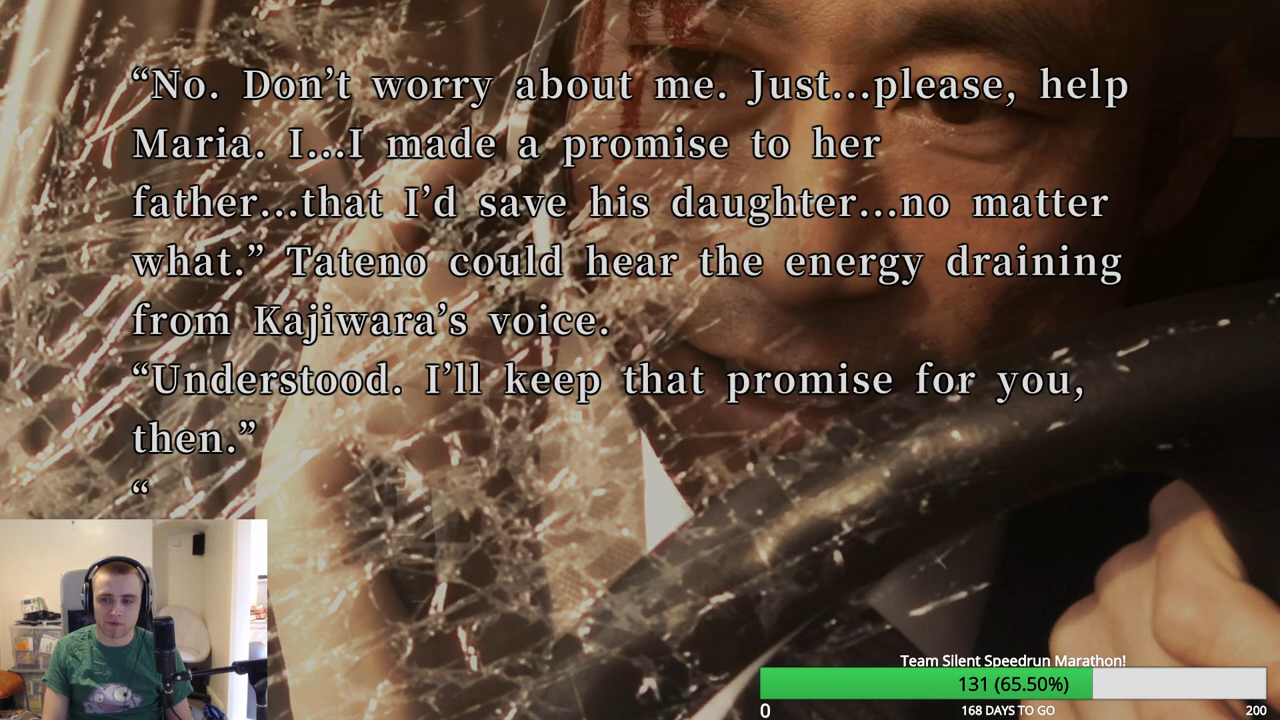 “No. Don’t worry about me. Just...please, help
Maria. I...I made a promise to her
father...that I’d save his daughter...no matter
what.” Tateno could hear the energy draining
from Kajiwara’s voice.
“Understood. I’ll keep that promise for you,
then.”
“
Team Silent Speedrun Marathon!
131 (65.50%)
0 168 DAYS TO GO 200